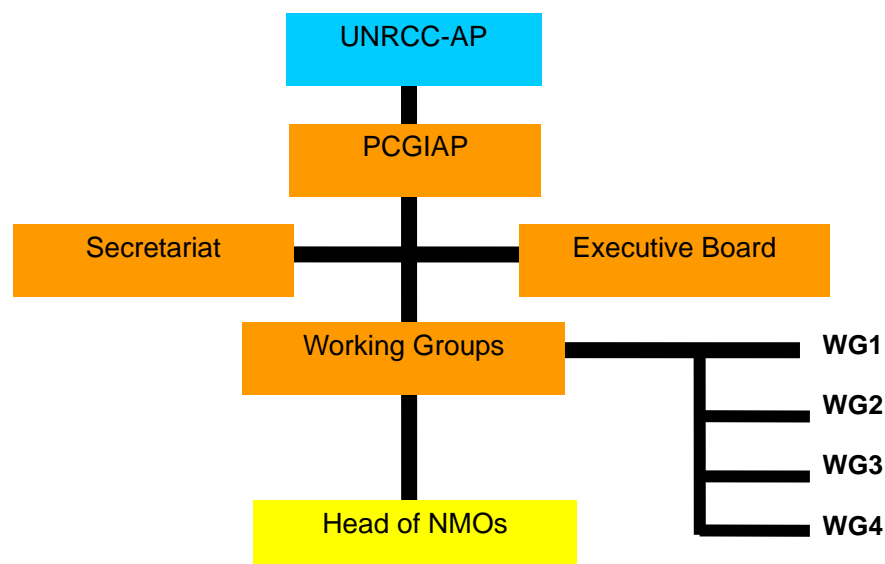 UNRCC-AP
PCGIAP
Secretariat
Executive Board
Working Groups
WG1
WG2
WG3
WG4
Head of NMOs